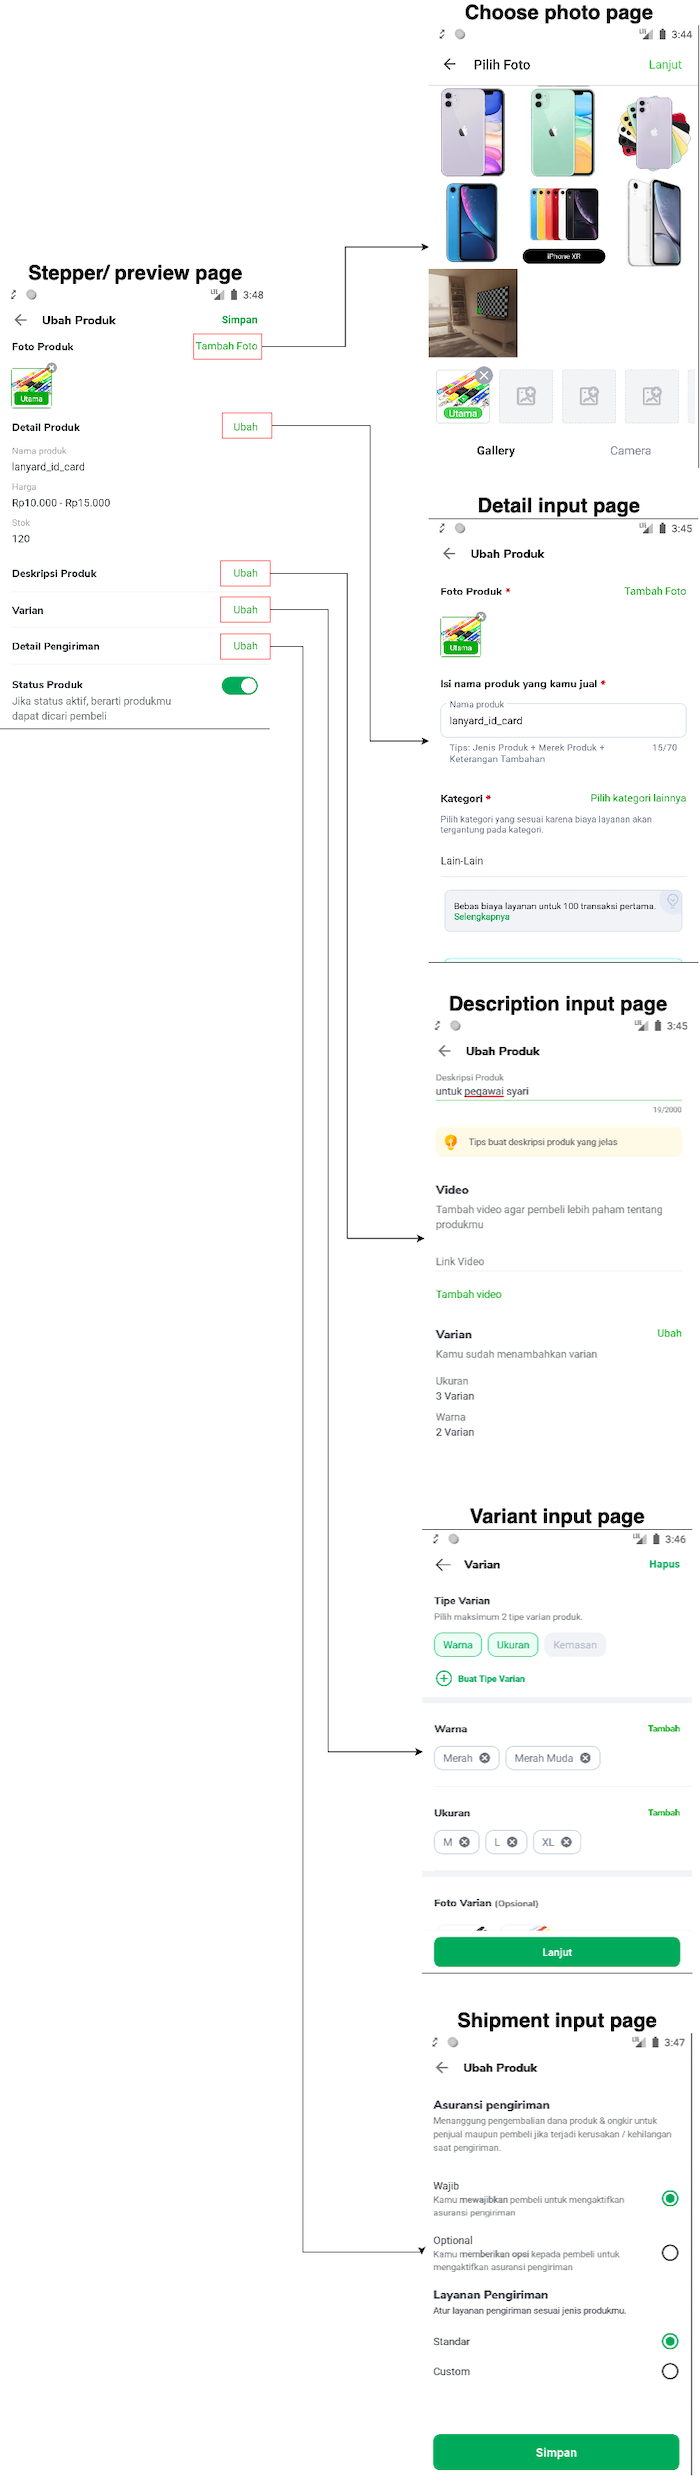 Choose photo page
LTE 3:44
Pilih Foto
Lanjut
iPhone XR
Utama
Gallery
Camera
Stepper/ preview page
LTE 3:48
Ubah Produk
Simpan
Foto Produk
Tambah Foto
Utama
Detail Produk
Ubah
Nama produk
lanyard_id_card
Harga
Rp10.000 - Rp15.000
Stok
120
Deskripsi Produk
Ubah
Varian
Ubah
Detail Pengiriman
Ubah
Status Produk
Jika status aktif, berarti produkmu
dapat dicari pembeli
Detail input page
LTE 3:45
Ubah Produk
Foto Produk *
Tambah Foto
Utama
Isi nama produk yang kamu jual *
Nama produk
lanyard_id_card
Tips: Jenis Produk + Merek Produk +
Keterangan Tambahan
15/70
Kategori *
Pilih kategori lainnya
Pilih kategori yang sesuai karena biaya layanan akan
tergantung pada kategori.
Lain-Lain
Bebas biaya layanan untuk 100 transaksi pertama.
Selengkapnya
Description input page
LTE 3:45
Ubah Produk
Deskripsi Produk
untuk pegawai syari
19/2000
Tips buat deskripsi produk yang jelas
Video
Tambah video agar pembeli lebih paham tentang
produkmu
Link Video
Tambah video
Varian
Ubah
Kamu sudah menambahkan varian
Ukuran
3 Varian
Warna
2 Varian
Variant input page
LTE 3:46
Varian
Hapus
Tipe Varian
Pilih maksimum 2 tipe varian produk.
Warna
Ukuran
Kemasan
Buat Tipe Varian
Warna
Tambah
Merah
Merah Muda
Ukuran
Tambah
M
L
XL
Foto Varian (Opsional)
Lanjut
Shipment input page
LTE 3:47
Ubah Produk
Asuransi pengiriman
Menanggung pengembalian dana produk & ongkir untuk
penjual maupun pembeli jika terjadi kerusakan / kehilangan
saat pengiriman.
Wajib
Kamu mewajibkan pembeli untuk mengaktifkan
asuransi pengiriman
Optional
Kamu memberikan opsi kepada pembeli untuk
mengaktifkan asuransi pengiriman
Layanan Pengiriman
Atur layanan pengiriman sesuai jenis produkmu.
Standar
Custom
Simpan